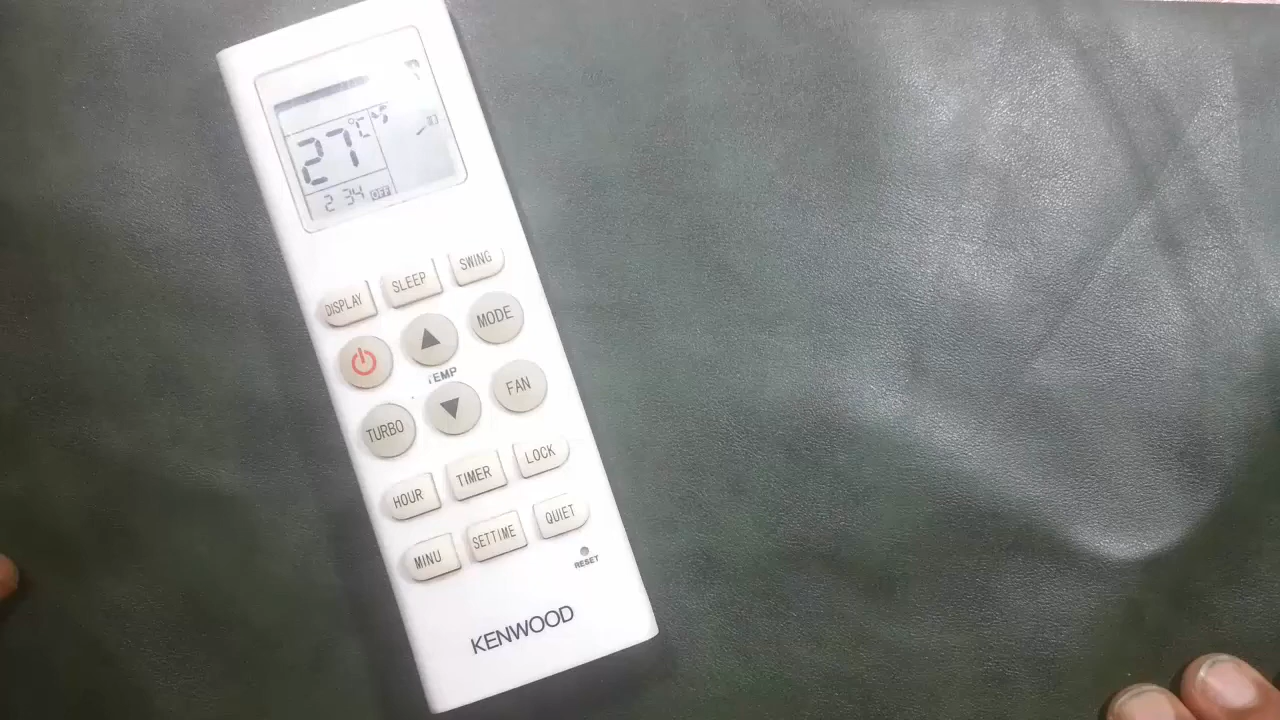 27°C
2 34 OFF
DISPLAY SLEEP SWING
MODE
TEMP
TURBO FAN
HOUR TIMER LOCK
MINU SETTIME QUIET
RESET
KENWOOD